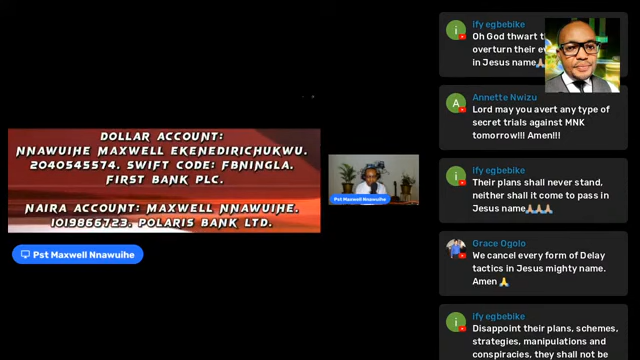 DOLLAR ACCOUNT:
NNAWUIHE MAXWELL EKENEDIRICHUKWU.
2040545574. SWIFT CODE: FBNINGLA.
FIRST BANK PLC.
NAIRA ACCOUNT: MAXWELL NNAWUIHE.
1019866723. POLARIS BANK LTD.
Pst Maxwell Nnawuihe
Pst Maxwell Nnawuihe
Ify egbebike
Oh God thwart
overturn their
in Jesus name🙏
Annette Nwizu
Lord may you avert any type of
secret trials against MNK
tomorrow!!! Amen!!!
Ify egbebike
Their plans shall never stand,
neither shall it come to pass in
Jesus name🙏🙏🙏
Grace Ogolo
We cancel every form of Delay
tactics in Jesus mighty name.
Amen 🙏
Ify egbebike
Disappoint their plans, schemes,
strategies, manipulations and
conspiracies, they shall not be